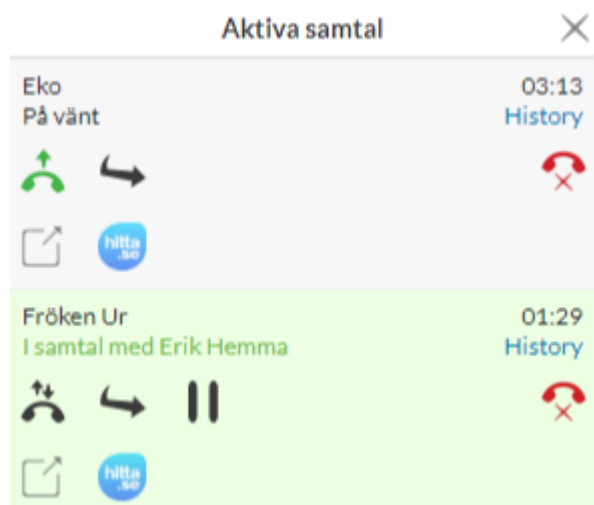 Aktiva samtal
Eko 03:13
På vänt History
hitta
.se
Fröken Ur 01:29
I samtal med Erik Hemma History
hitta
.se